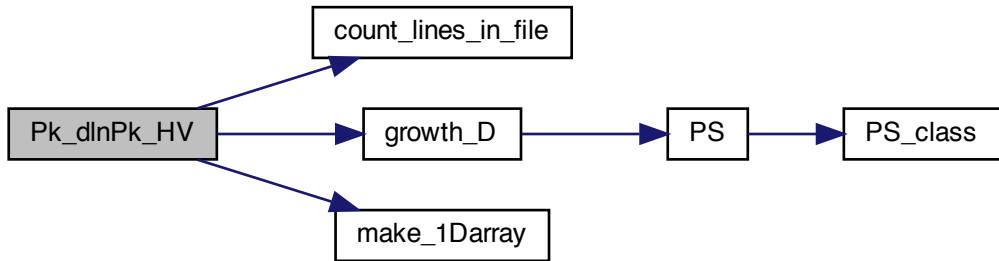 count_lines_in_file
Pk_dlnPk_HV
growth_D
PS
PS_class
make_1Darray